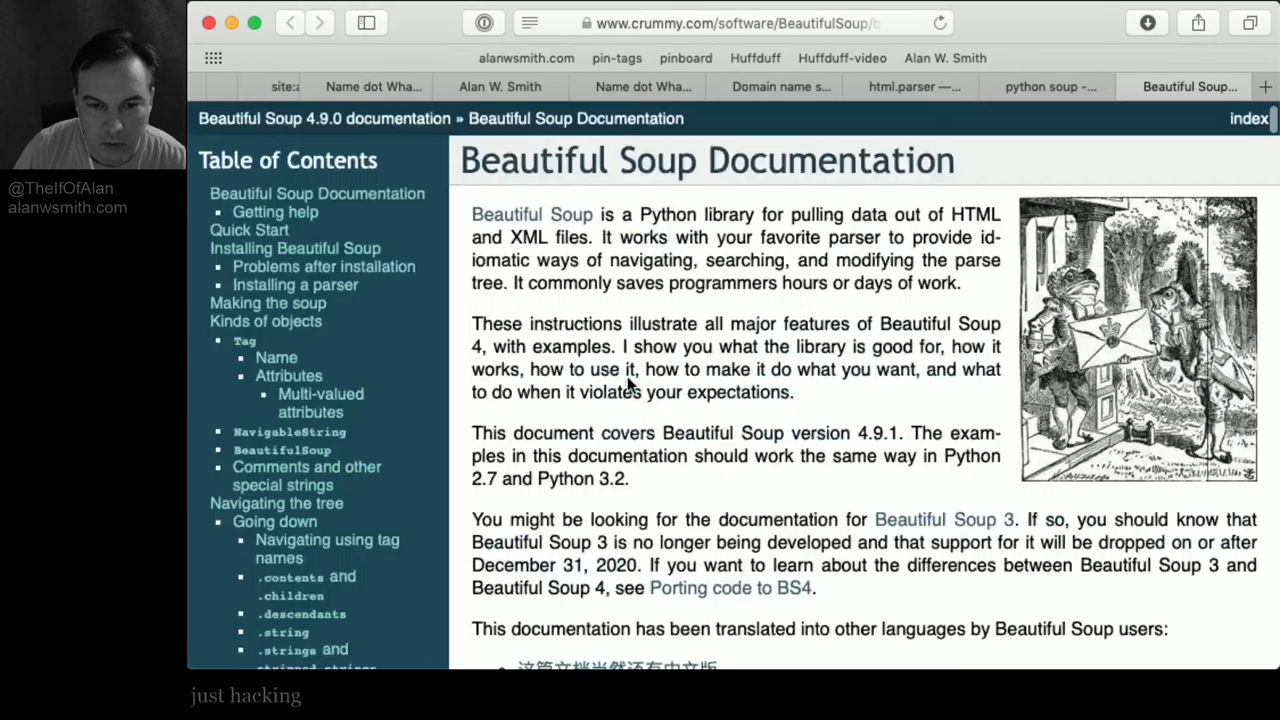 www.crummy.com/software/BeautifulSoup/b
alanwsmith.com pin-tags pinboard Huffduff Huffduff-video Alan W. Smith
site:a Name dot Wha... Alan W. Smith Name dot Wha... Domain name s... html.parser —... python soup -... Beautiful Soup...
Beautiful Soup 4.9.0 documentation » Beautiful Soup Documentation
index
@TheIfOfAlan
alanwsmith.com
Table of Contents
Beautiful Soup Documentation
Getting help
Quick Start
Installing Beautiful Soup
Problems after installation
Installing a parser
Making the soup
Kinds of objects
Tag
Name
Attributes
Multi-valued
attributes
NavigableString
BeautifulSoup
Comments and other
special strings
Navigating the tree
Going down
Navigating using tag
names
.contents and
.children
.descendants
.string
.strings and
stripped_strings
Beautiful Soup Documentation
Beautiful Soup is a Python library for pulling data out of HTML
and XML files. It works with your favorite parser to provide id-
iomatic ways of navigating, searching, and modifying the parse
tree. It commonly saves programmers hours or days of work.
These instructions illustrate all major features of Beautiful Soup
4, with examples. I show you what the library is good for, how it
works, how to use it, how to make it do what you want, and what
to do when it violates your expectations.
This document covers Beautiful Soup version 4.9.1. The exam-
ples in this documentation should work the same way in Python
2.7 and Python 3.2.
You might be looking for the documentation for Beautiful Soup 3. If so, you should know that
Beautiful Soup 3 is no longer being developed and that support for it will be dropped on or after
December 31, 2020. If you want to learn about the differences between Beautiful Soup 3 and
Beautiful Soup 4, see Porting code to BS4.
This documentation has been translated into other languages by Beautiful Soup users:
这篇文档当然还有中文版
just hacking